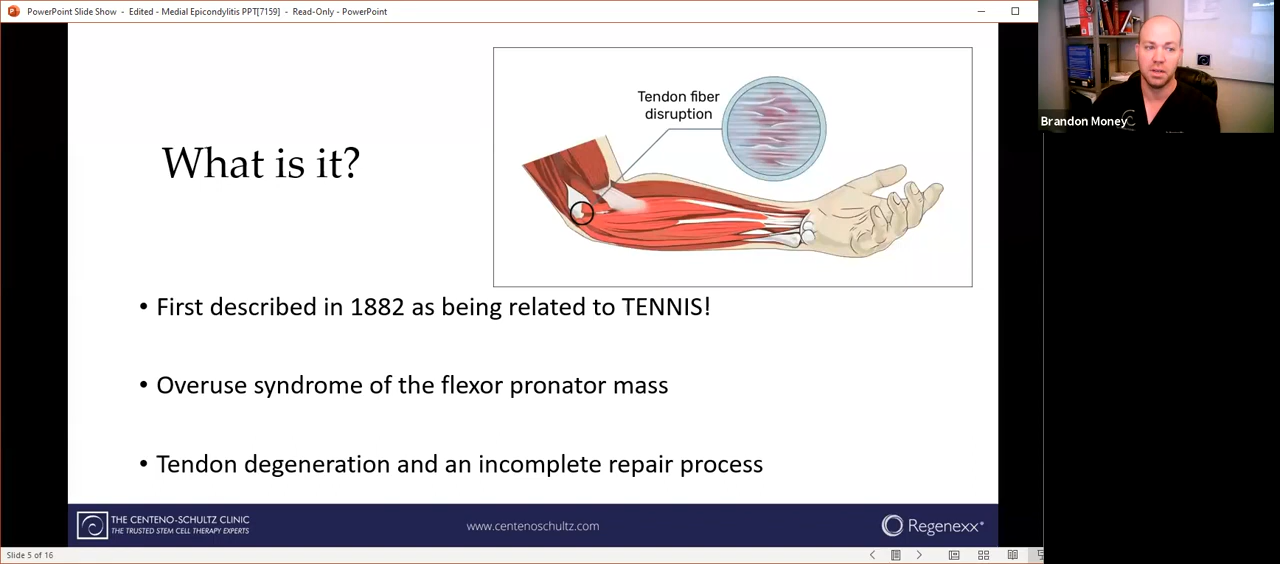 PowerPoint Slide Show - Edited - Medial Epicondylitis PPT[7159] - Read-Only - PowerPoint
Tendon fiber
disruption
What is it?
Brandon Money
• First described in 1882 as being related to TENNIS!
• Overuse syndrome of the flexor pronator mass
• Tendon degeneration and an incomplete repair process
THE CENTENO-SCHULTZ CLINIC
THE TRUSTED STEM CELL THERAPY EXPERTS
www.centenoschultz.com
Regenexx®
Slide 5 of 16